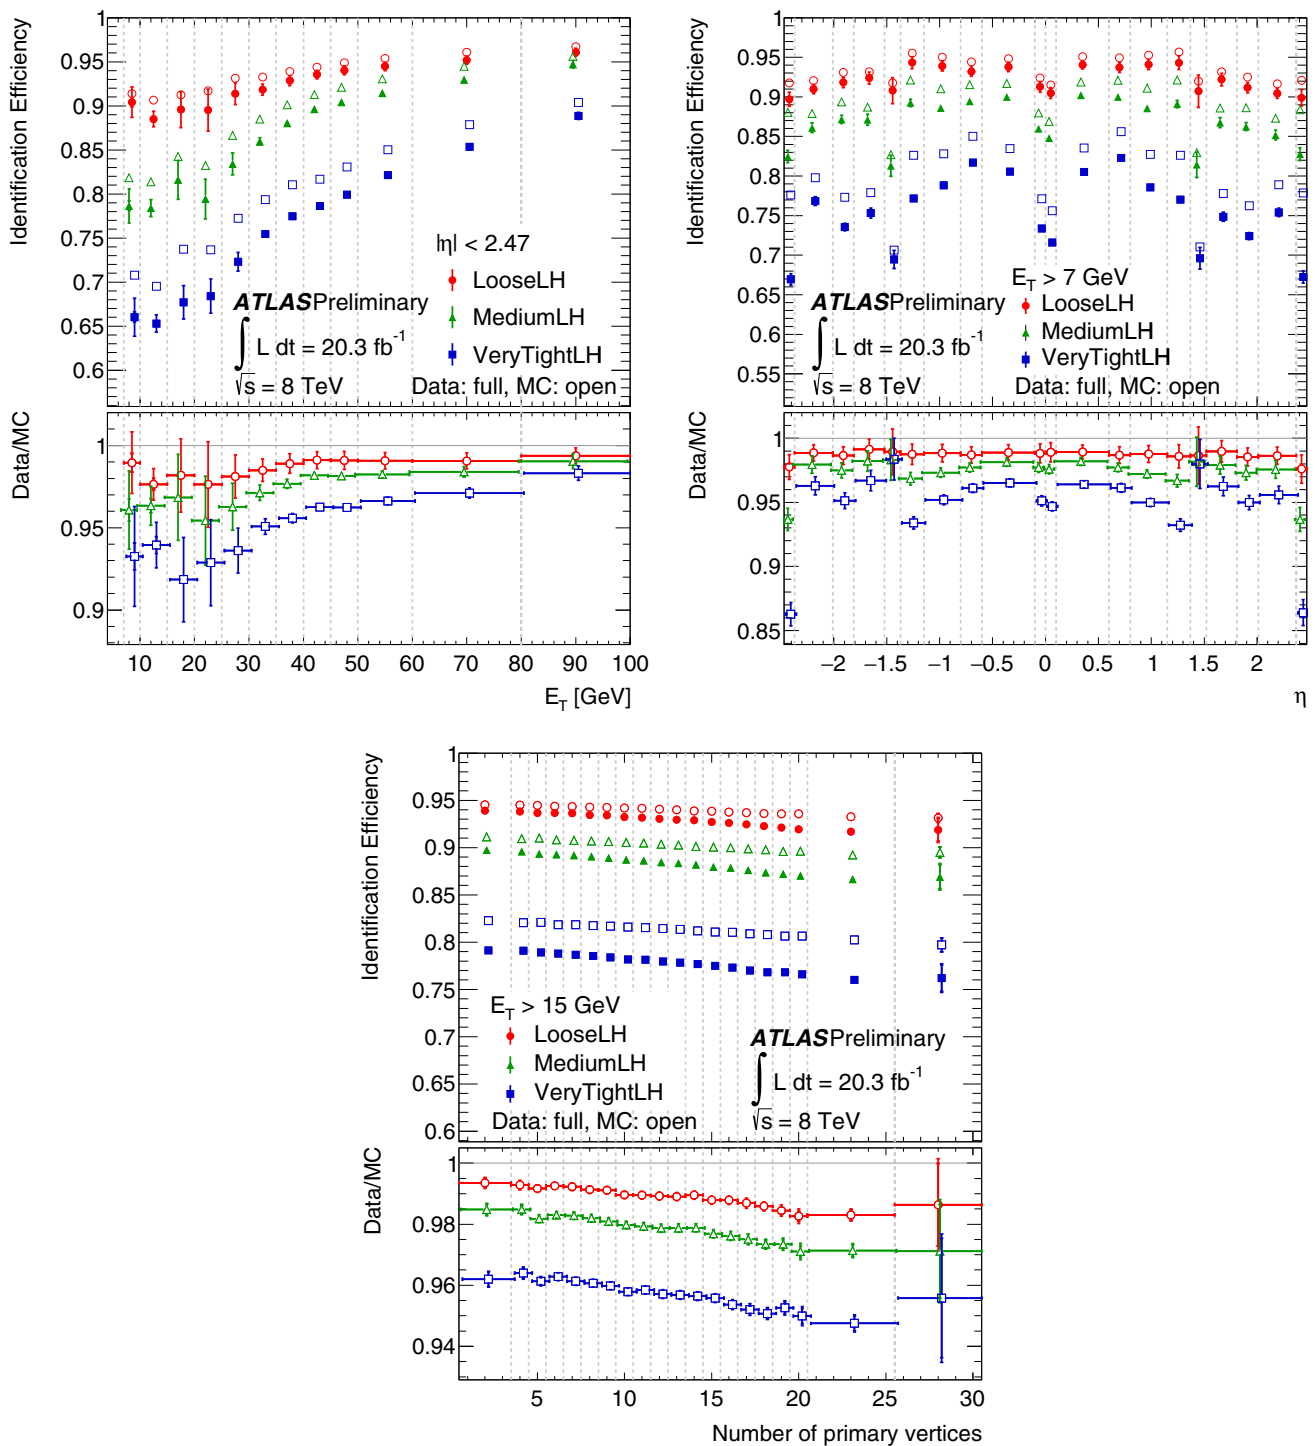 Identification Efficiency
1
0.95
0.9
0.85
0.8
0.75
0.7
0.65
0.6
|η| < 2.47
LooseLH
MediumLH
VeryTightLH
ATLAS Preliminary
∫ L dt = 20.3 fb⁻¹
√s = 8 TeV
Data: full, MC: open
Data/MC
1
0.95
0.9
10 20 30 40 50 60 70 80 90 100
E_T [GeV]
Identification Efficiency
1
0.95
0.9
0.85
0.8
0.75
0.7
0.65
0.6
0.55
E_T > 7 GeV
LooseLH
MediumLH
VeryTightLH
ATLAS Preliminary
∫ L dt = 20.3 fb⁻¹
√s = 8 TeV
Data: full, MC: open
Data/MC
1
0.95
0.9
0.85
−2 −1.5 −1 −0.5 0 0.5 1 1.5 2
η
Identification Efficiency
1
0.95
0.9
0.85
0.8
0.75
0.7
0.65
0.6
E_T > 15 GeV
LooseLH
MediumLH
VeryTightLH
Data: full, MC: open
ATLAS Preliminary
∫ L dt = 20.3 fb⁻¹
√s = 8 TeV
Data/MC
1
0.98
0.96
0.94
5 10 15 20 25 30
Number of primary vertices